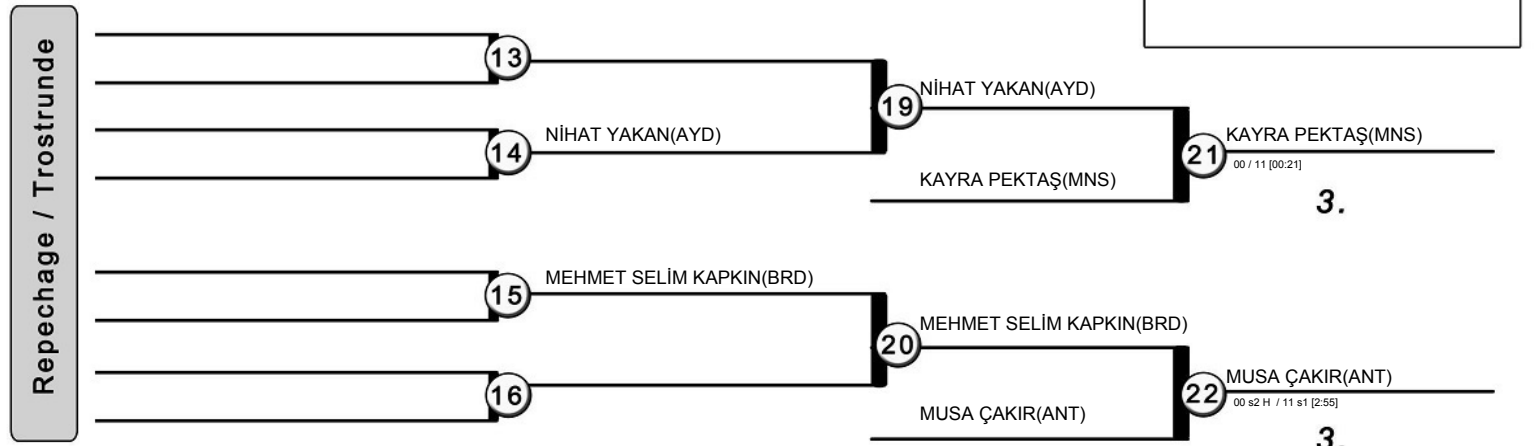 Repechage / Trostrunde
13
NİHAT YAKAN(AYD)
19
14
NİHAT YAKAN(AYD)
KAYRA PEKTAŞ(MNS)
21
00 / 11 [00:21]
KAYRA PEKTAŞ(MNS)
3.
MEHMET SELİM KAPKIN(BRD)
15
MEHMET SELİM KAPKIN(BRD)
20
16
MUSA ÇAKIR(ANT)
22
00 s2 H / 11 s1 [2:55]
MUSA ÇAKIR(ANT)
3.